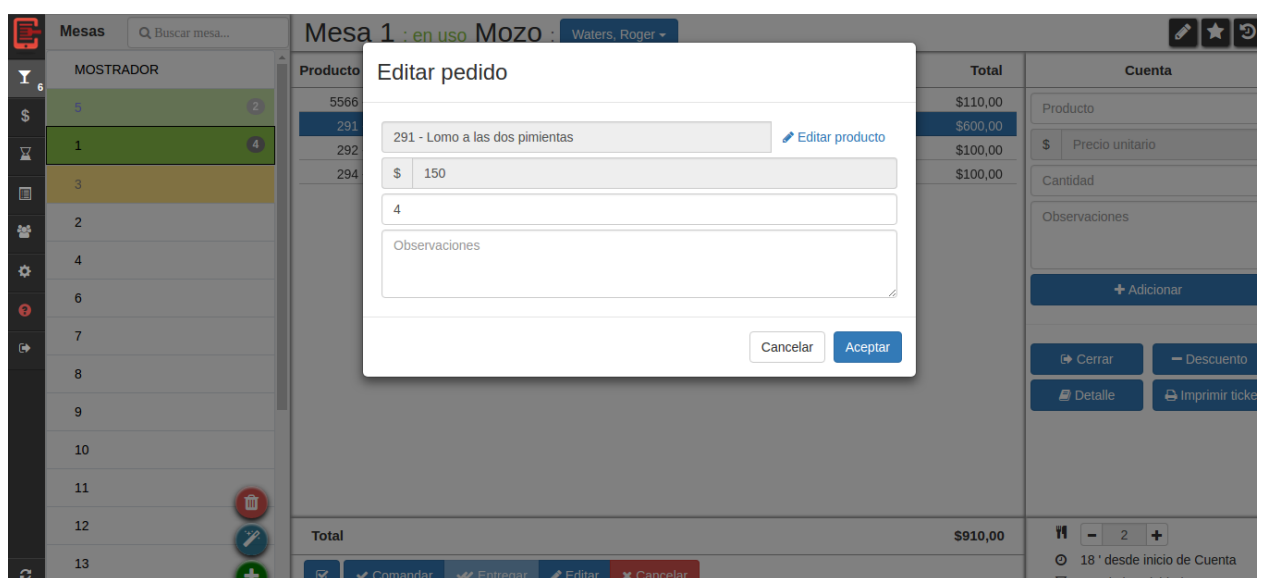 Mesas
Buscar mesa...
Mesa 1 : en uso Mozo : Waters, Roger
6
MOSTRADOR
5 2
1 4
3
2
4
6
7
8
9
10
11
12
13
Producto
Total
5566 $110,00
291 $600,00
292 $100,00
294 $100,00
Editar pedido
291 - Lomo a las dos pimientas
Editar producto
$ 150
4
Observaciones
Cancelar
Aceptar
Total $910,00
Comandar
Entregar
Editar
Cancelar
Cuenta
Producto
$ Precio unitario
Cantidad
Observaciones
Adicionar
Cerrar
Descuento
Detalle
Imprimir ticke
2
18 ' desde inicio de Cuenta